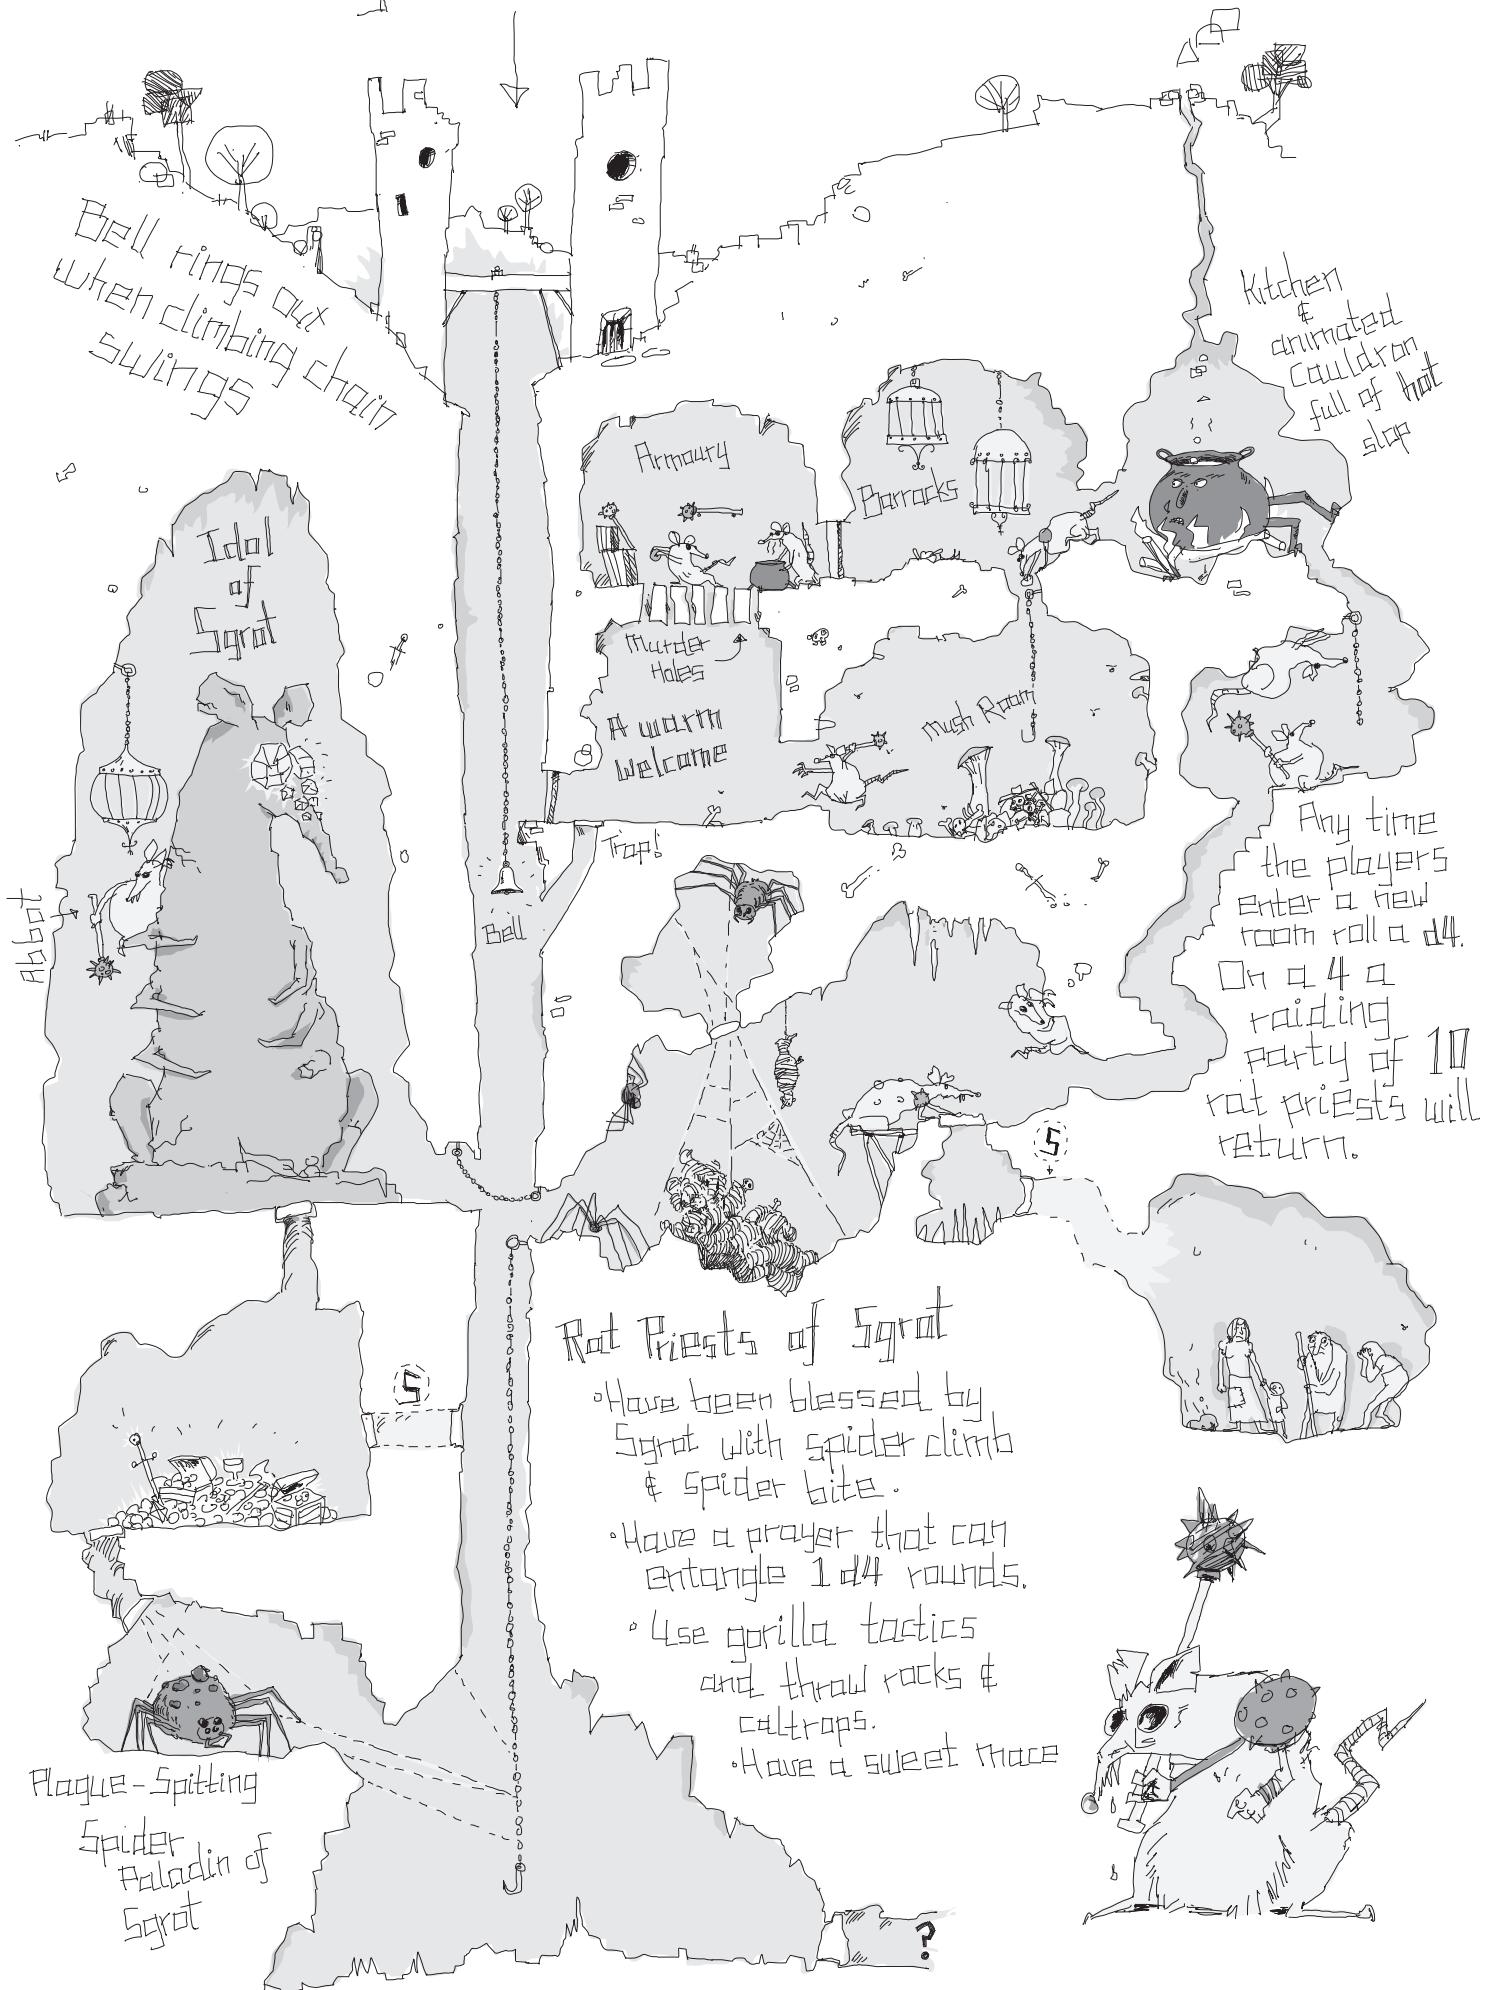 Bell rings out
when climbing chain
swings
Kitchen
&
animated
cauldron
full of hot
slop
Armoury
Barracks
Idol
of
Sgrot
Murder
Holes
A warm
welcome
Mush Room
Trap!
Bell
Abbot
Any time
the players
enter a new
room roll a d4.
On a 4 a
raiding
party of 10
rat priests will
return.
S
S
Rat Priests of Sgrot
•Have been blessed by
Sgrot with spider climb
& spider bite.
•Have a prayer that can
entangle 1d4 rounds.
•Use gorilla tactics
and throw rocks &
caltrops.
•Have a sweet mace
Plague-Spitting
Spider
Paladin of
Sgrot
?